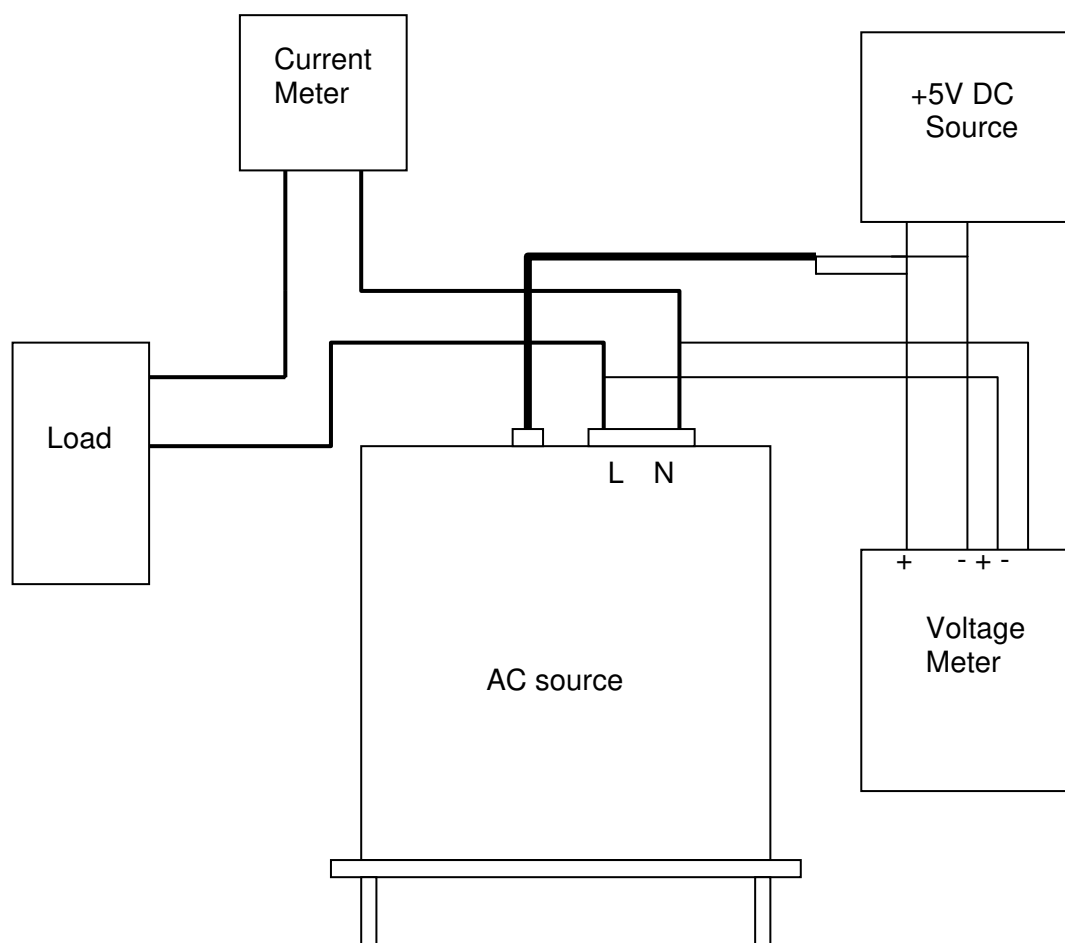 Current
Meter
+5V DC
Source
Load
L N
+ - + -
Voltage
Meter
AC source